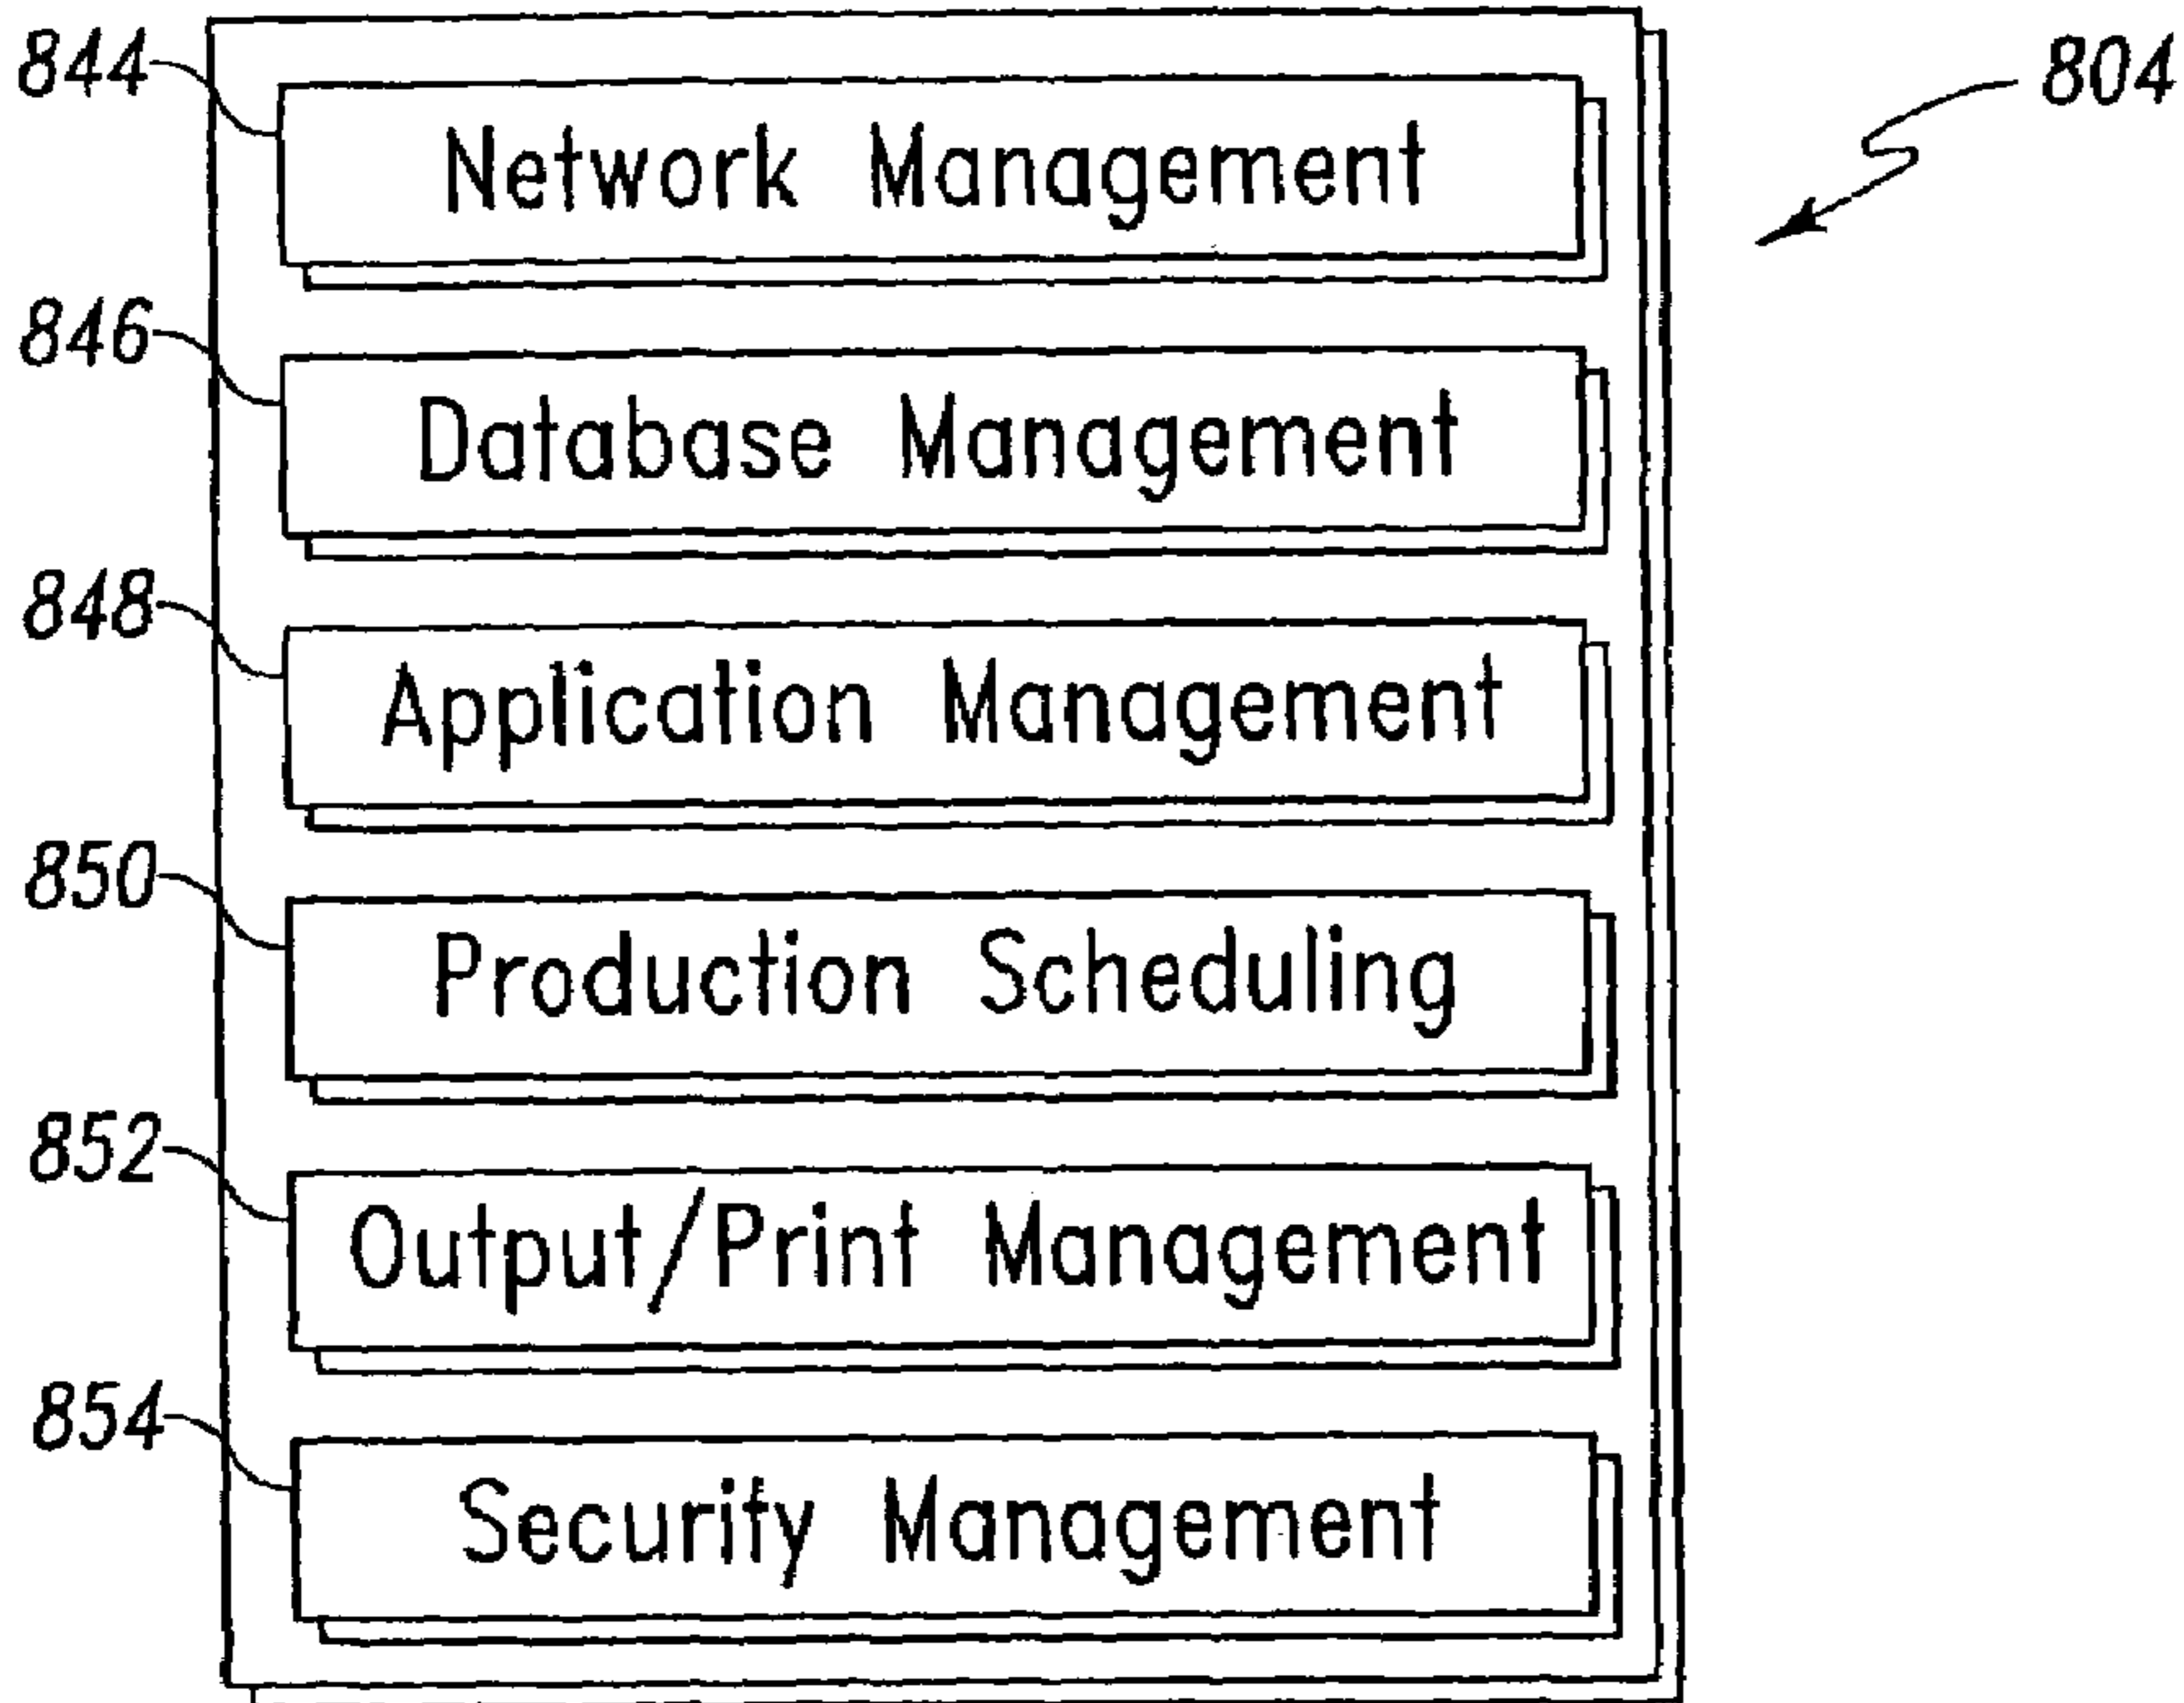 844
804
Network Management
846
Database Management
848
Application Management
850
Production Scheduling
852
Output/Print Management
854
Security Management